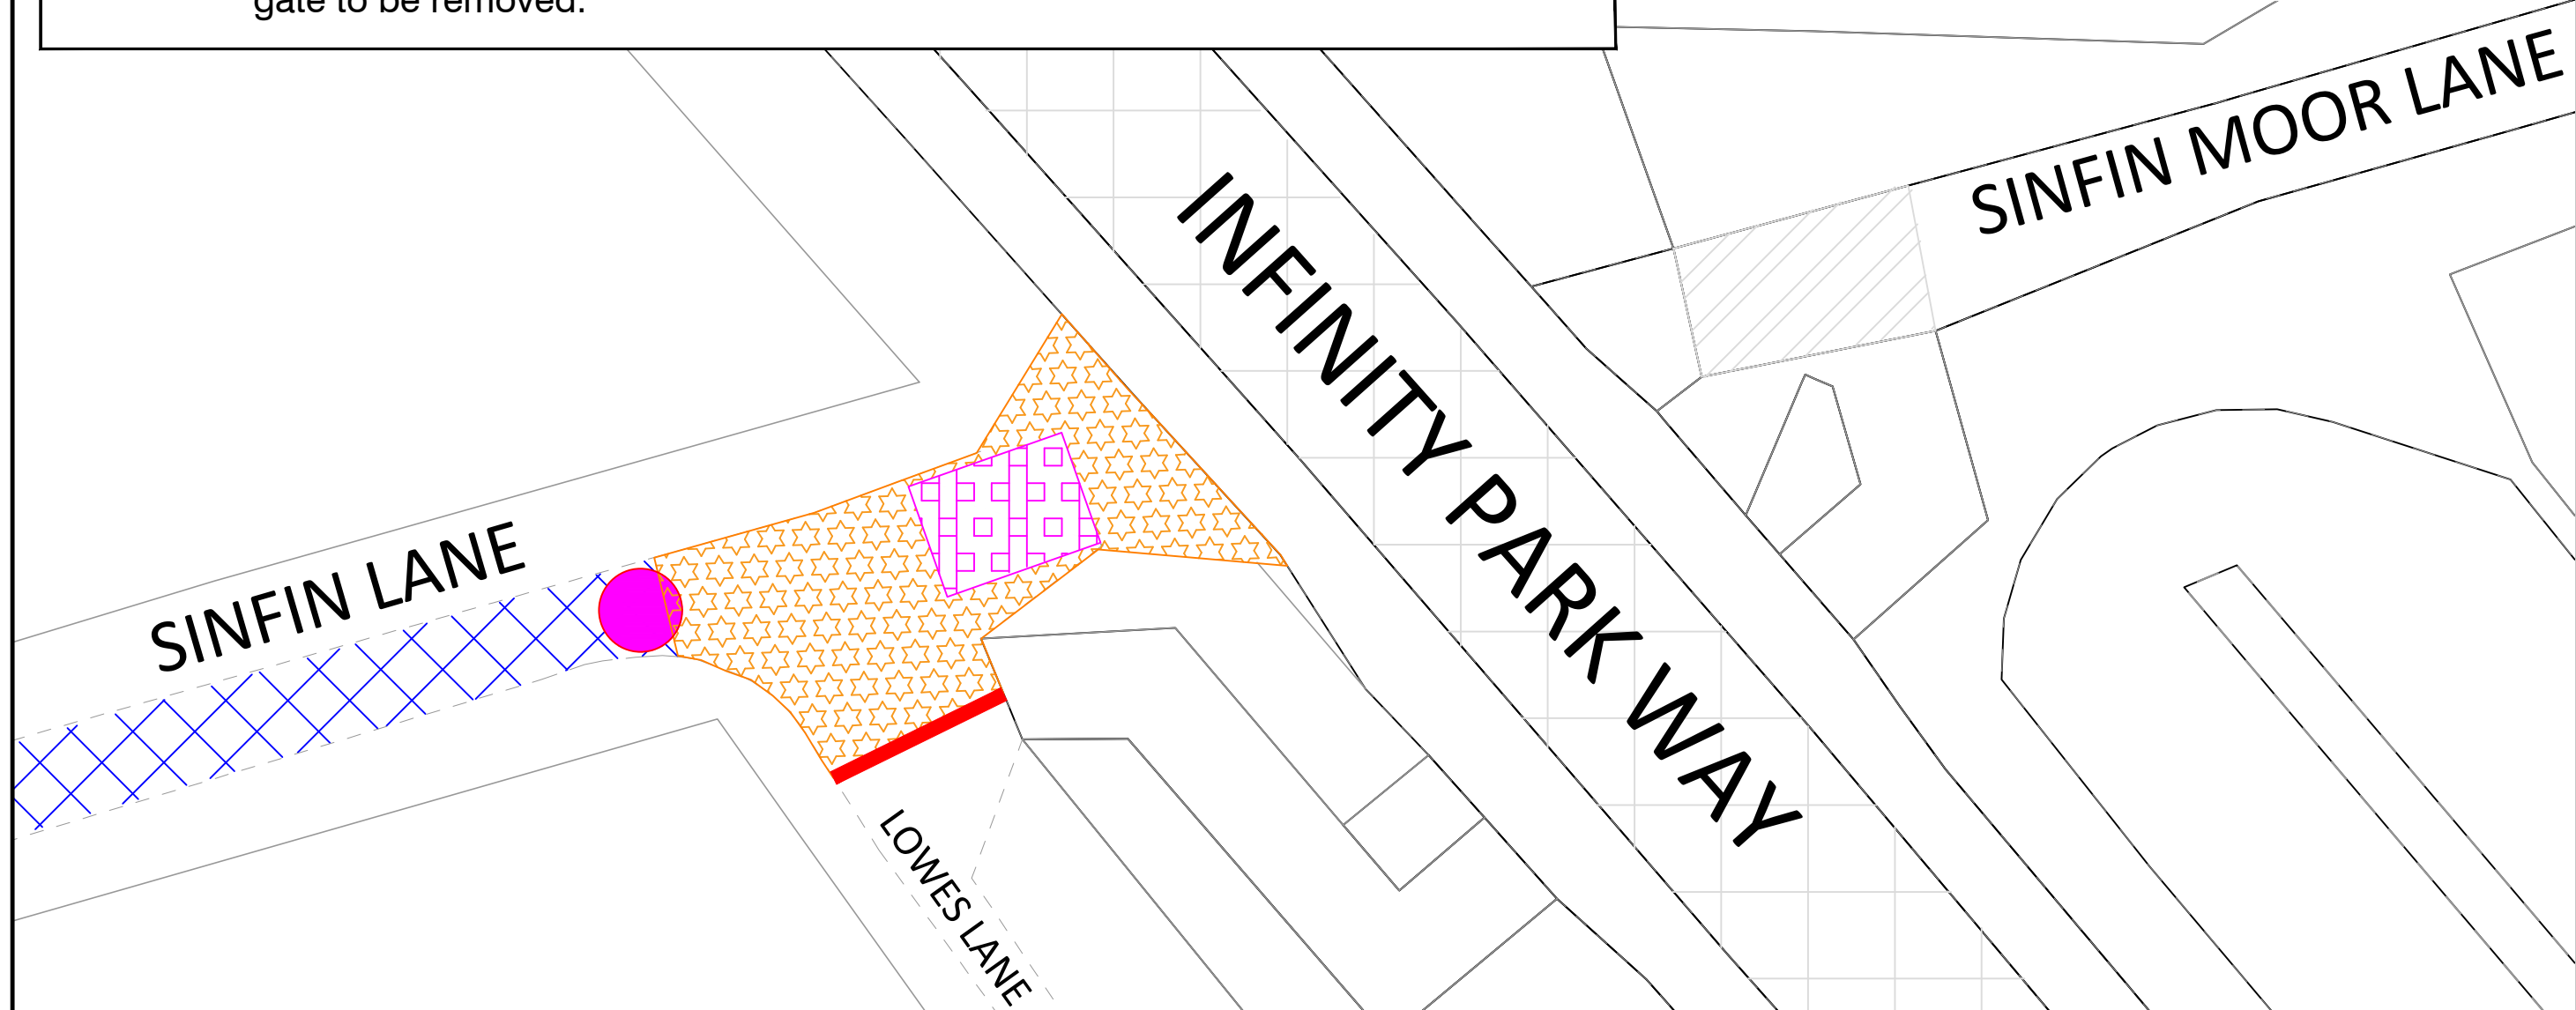 gate to be removed.
SINFIN MOOR LANE
INFINITY PARK WAY
SINFIN LANE
LOWES LANE